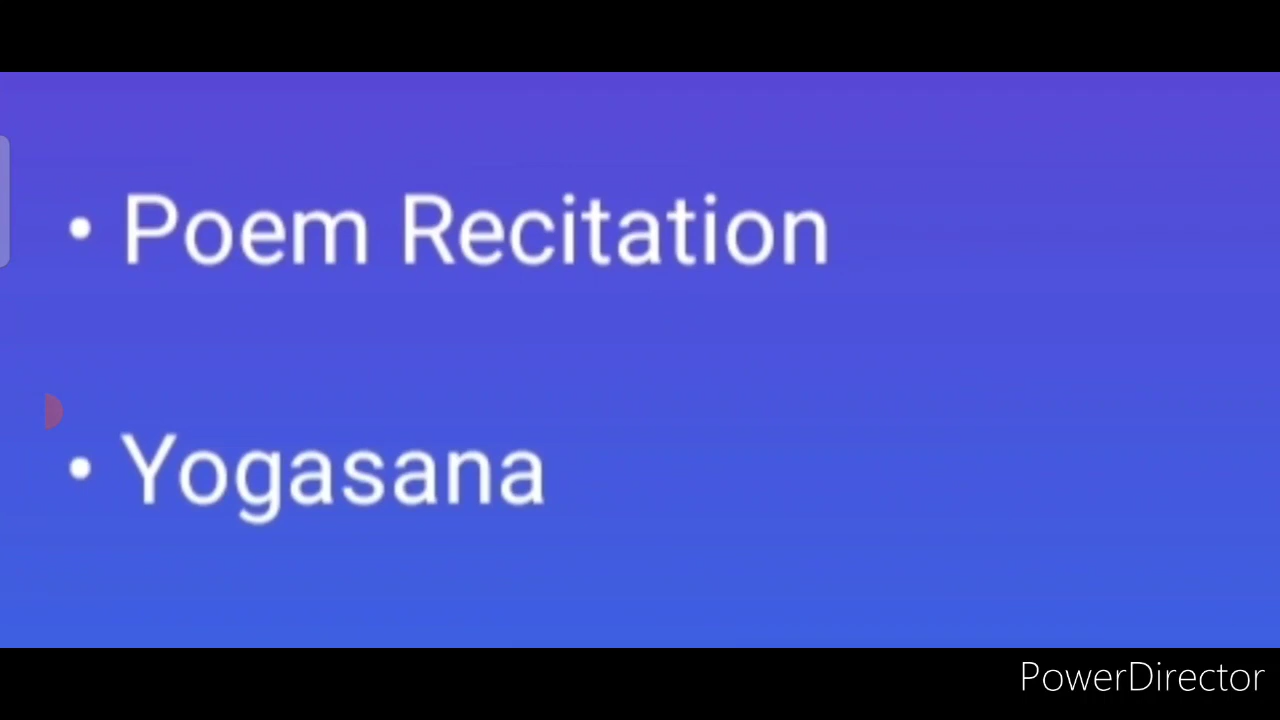 • Poem Recitation
• Yogasana
PowerDirector